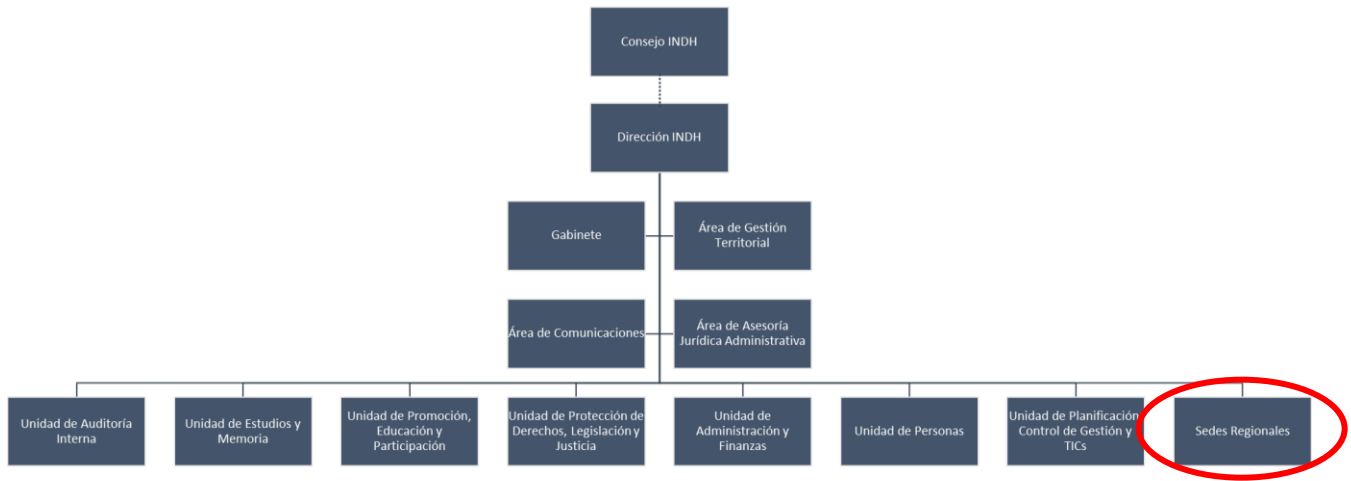 Consejo INDH
Dirección INDH
Gabinete
Área de Gestión
Territorial
Área de Comunicaciones
Área de Asesoría
Jurídica Administrativa
Unidad de Auditoría
Interna
Unidad de Estudios y
Memoria
Unidad de Promoción,
Educación y
Participación
Unidad de Protección de
Derechos, Legislación y
Justicia
Unidad de
Administración y
Finanzas
Unidad de Personas
Unidad de Planificación
Control de Gestión y
TICs
Sedes Regionales